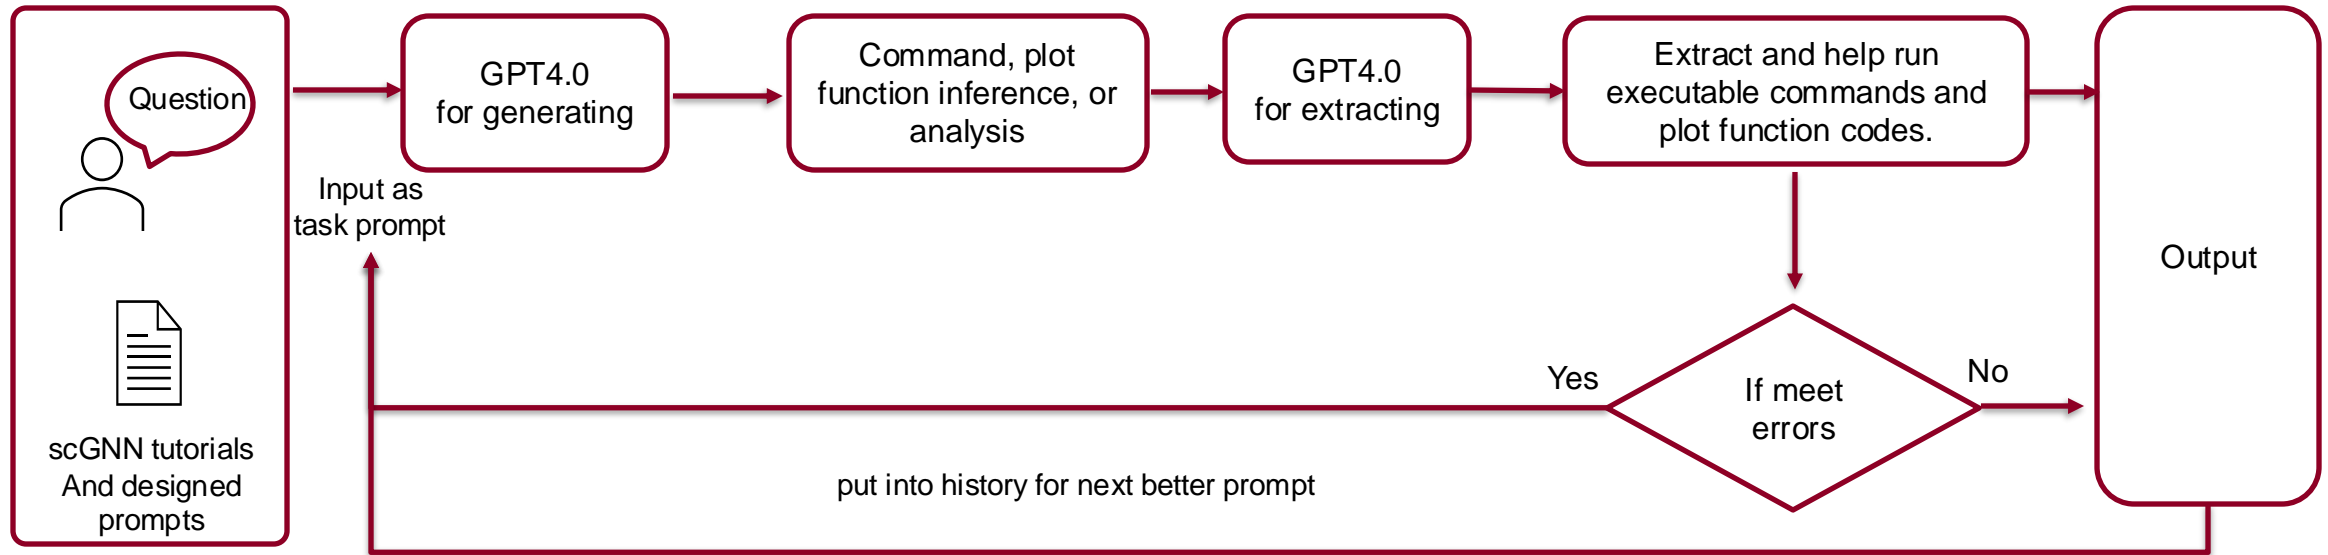 Question
scGNN tutorials
And designed
prompts
Input as
task prompt
GPT4.0
for generating
Command, plot
function inference, or
analysis
GPT4.0
for extracting
Extract and help run
executable commands and
plot function codes.
If meet
errors
Yes
No
Output
put into history for next better prompt